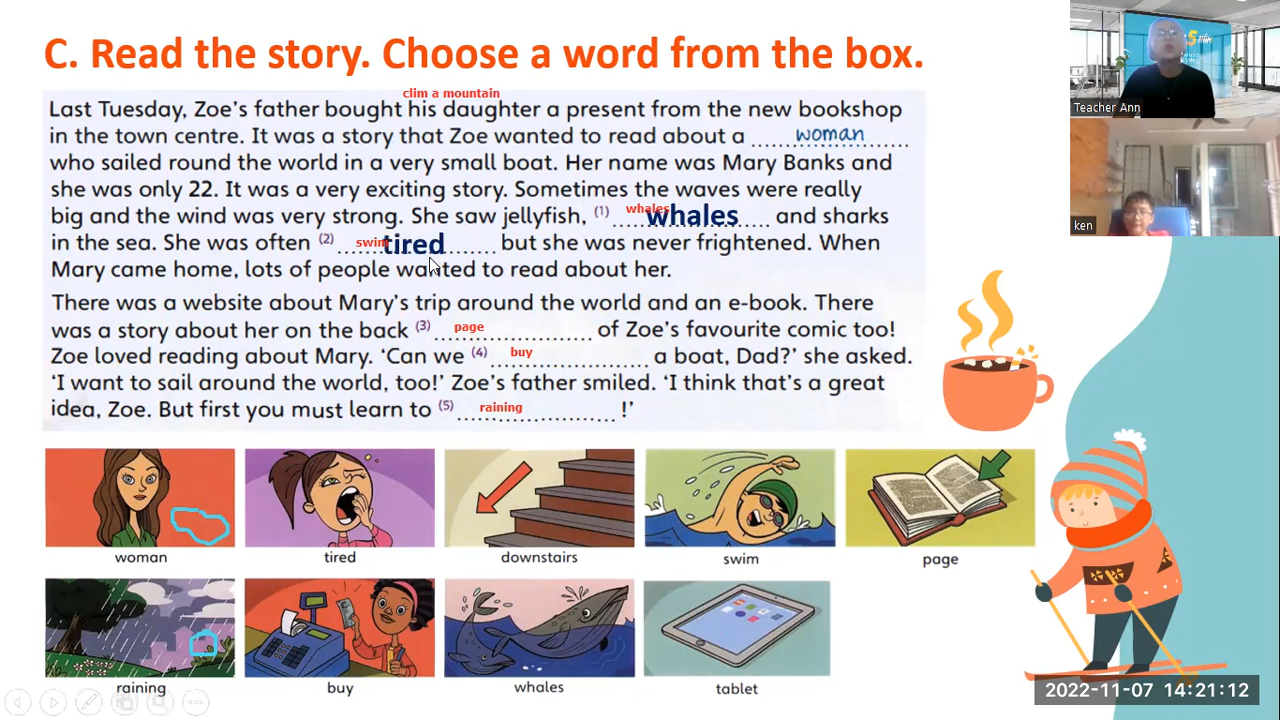 C. Read the story. Choose a word from the box.
clim a mountain
Last Tuesday, Zoe's father bought his daughter a present from the new bookshop
in the town centre. It was a story that Zoe wanted to read about a woman
who sailed round the world in a very small boat. Her name was Mary Banks and
she was only 22. It was a very exciting story. Sometimes the waves were really
big and the wind was very strong. She saw jellyfish, (1) whales whales and sharks
in the sea. She was often (2) swim tired but she was never frightened. When
Mary came home, lots of people wanted to read about her.
There was a website about Mary's trip around the world and an e-book. There
was a story about her on the back (3) page of Zoe's favourite comic too!
Zoe loved reading about Mary. 'Can we (4) buy a boat, Dad?' she asked.
'I want to sail around the world, too!' Zoe's father smiled. 'I think that's a great
idea, Zoe. But first you must learn to (5) raining !'
woman tired downstairs swim page
raining buy whales tablet
Teacher Ann
ken
2022-11-07 14:21:12